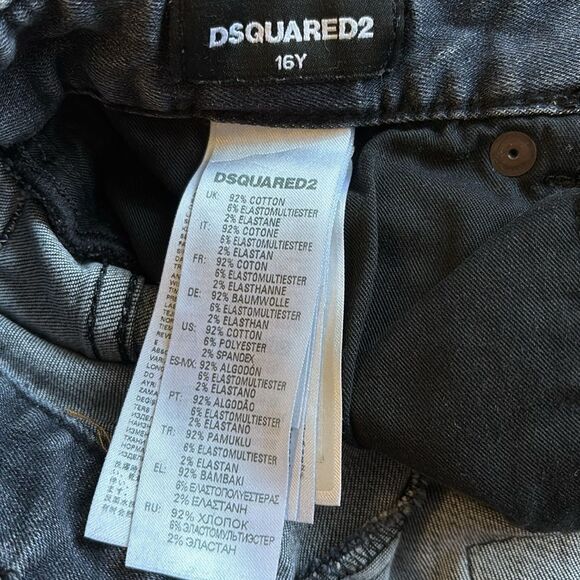 DSQUARED2
16Y
DSQUARED2
UK: 92% COTTON
6% ELASTOMULTIESTER
2% ELASTANE
IT: 92% COTONE
6% ELASTOMULTIESTERE
2% ELASTAN
FR: 92% COTON
6% ELASTOMULTIESTER
2% ELASTHANNE
DE: 92% BAUMWOLLE
6% ELASTOMULTIESTER
2% ELASTHAN
US: 92% COTTON
6% POLYESTER
2% SPANDEX
ES-MX: 92% ALGODÓN
6% ELASTOMULTIESTER
2% ELASTANO
PT: 92% ALGODÃO
6% ELASTOMULTIESTER
2% ELASTANO
TR: 92% PAMUKLU
6% ELASTOMULTIESTER
2% ELASTAN
EL: 92% BAMBAKI
6% ΕΛΑΣΤΟΠΟΛΥΕΣΤΕΡΑΣ
2% ΕΛΑΣΤΑΝΗ
RU: 92% ХЛОПОК
6% ЭЛАСТОМУЛЬТИЭСТЕР
2% ЭЛАСТАН